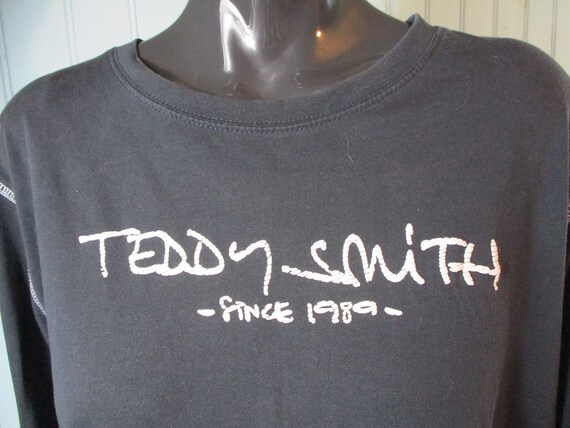 TEDDY SMiTH
- SiNCE 1989 -